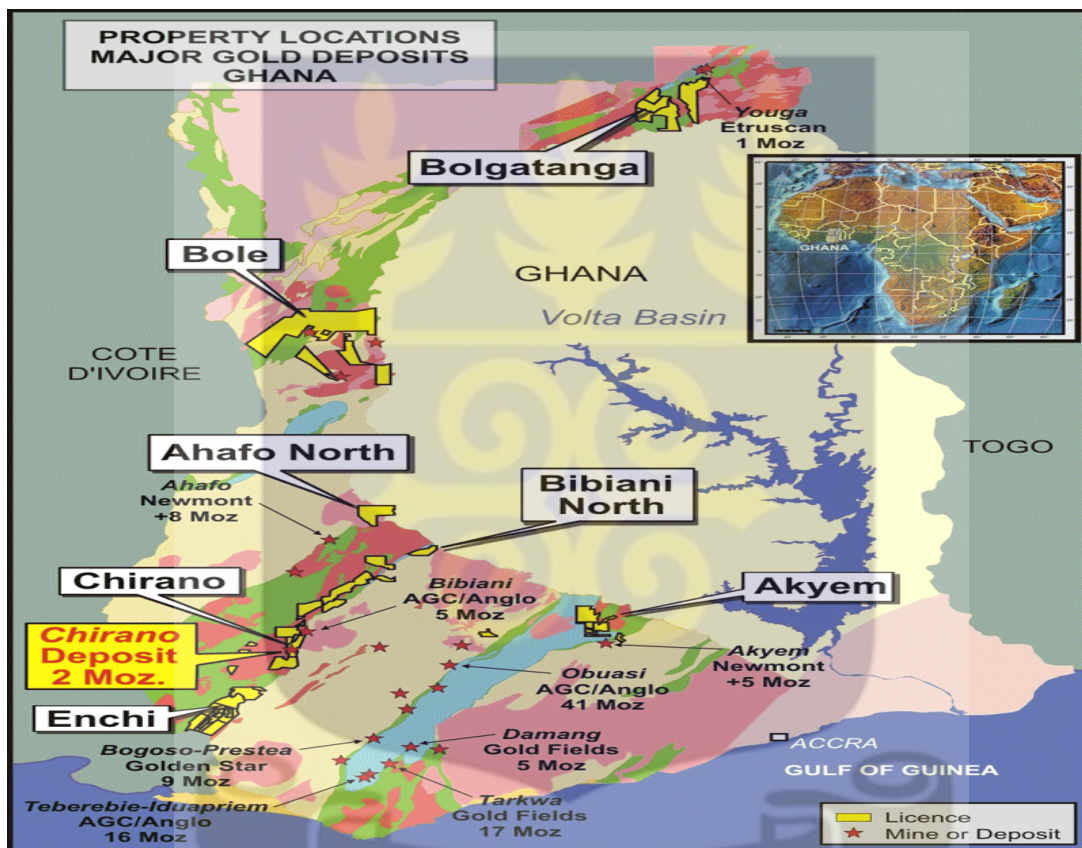 PROPERTY LOCATIONS
MAJOR GOLD DEPOSITS
GHANA
Youga
Etruscan
1 Moz
Bolgatanga
GHANA
Bole
GHANA
Volta Basin
COTE
D'IVOIRE
TOGO
Ahafo North
Ahafo
Newmont
+8 Moz
Bibiani
North
Chirano
Bibiani
AGC/Anglo
5 Moz
Akyem
Chirano
Deposit
2 Moz.
Akyem
Newmont
+5 Moz
Obuasi
AGC/Anglo
41 Moz
Enchi
Bogoso-Prestea
Golden Star
9 Moz
Damang
Gold Fields
5 Moz
ACCRA
GULF OF GUINEA
Teberebie-Iduapriem
AGC/Anglo
16 Moz
Tarkwa
Gold Fields
17 Moz
Licence
Mine or Deposit